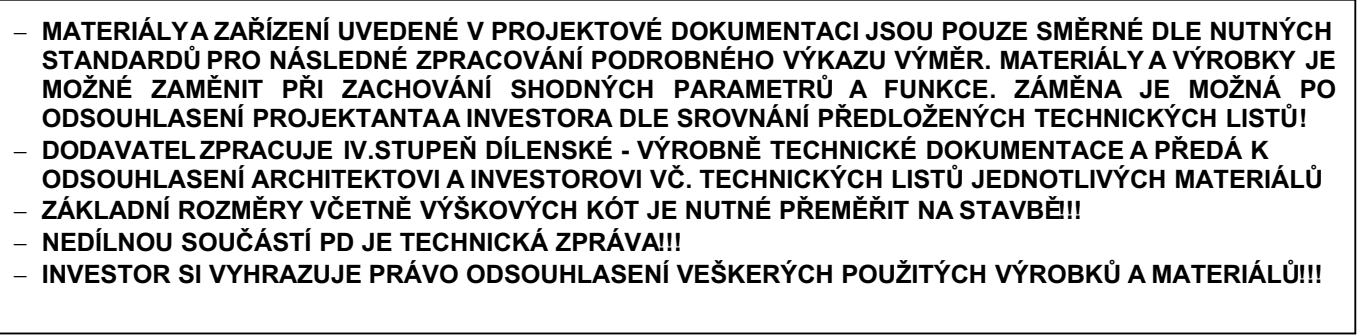 – MATERIÁLY A ZAŘÍZENÍ UVEDENÉ V PROJEKTOVÉ DOKUMENTACI JSOU POUZE SMĚRNÉ DLE NUTNÝCH
STANDARDŮ PRO NÁSLEDNÉ ZPRACOVÁNÍ PODROBNÉHO VÝKAZU VÝMĚR. MATERIÁLY A VÝROBKY JE
MOŽNÉ ZAMĚNIT PŘI ZACHOVÁNÍ SHODNÝCH PARAMETRŮ A FUNKCE. ZÁMĚNA JE MOŽNÁ PO
ODSOUHLASENÍ PROJEKTANTA A INVESTORA DLE SROVNÁNÍ PŘEDLOŽENÝCH TECHNICKÝCH LISTŮ!
– DODAVATEL ZPRACUJE IV.STUPEŇ DÍLENSKÉ - VÝROBNĚ TECHNICKÉ DOKUMENTACE A PŘEDÁ K
ODSOUHLASENÍ ARCHITEKTOVI A INVESTOROVI VČ. TECHNICKÝCH LISTŮ JEDNOTLIVÝCH MATERIÁLŮ
– ZÁKLADNÍ ROZMĚRY VČETNĚ VÝŠKOVÝCH KÓT JE NUTNÉ PŘEMĚŘIT NA STAVBĚ!!!
– NEDÍLNOU SOUČÁSTÍ PD JE TECHNICKÁ ZPRÁVA!!!
– INVESTOR SI VYHRAZUJE PRÁVO ODSOUHLASENÍ VEŠKERÝCH POUŽITÝCH VÝROBKŮ A MATERIÁLŮ!!!